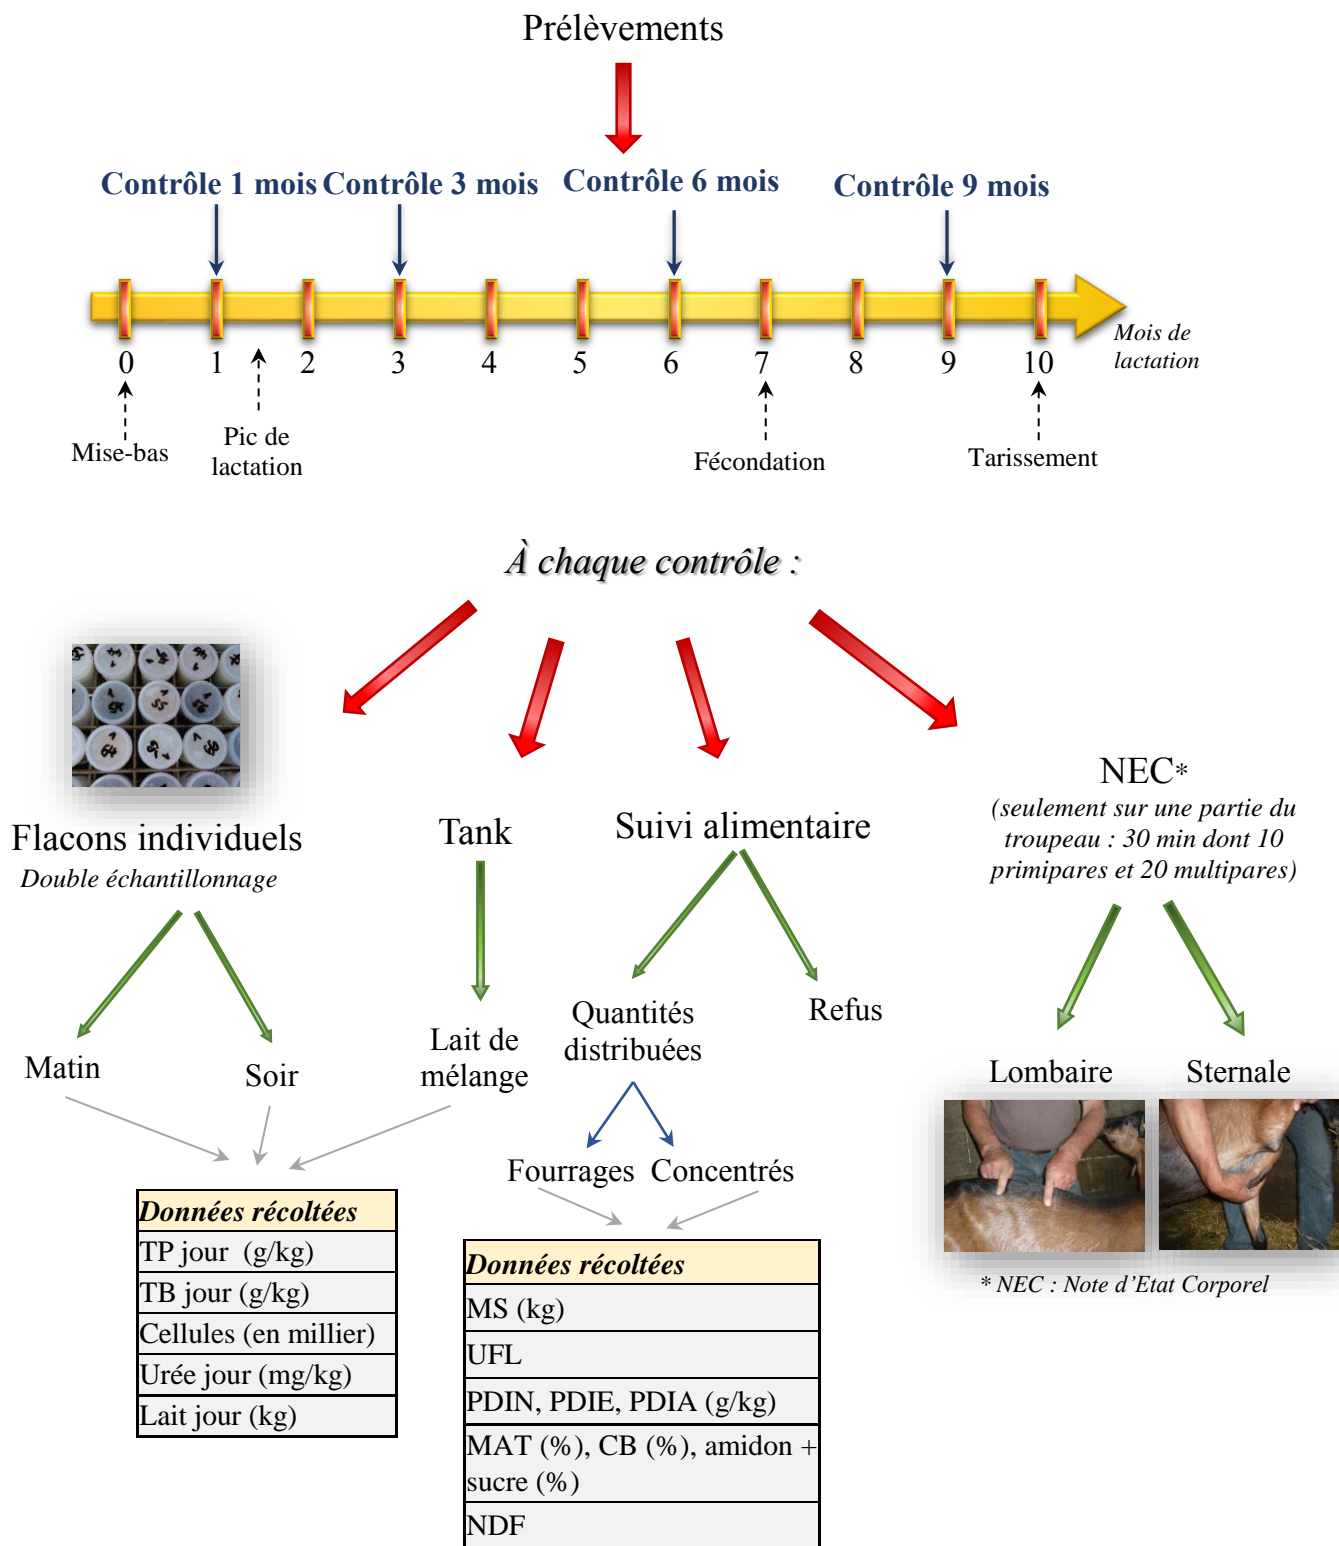 Prélèvements
Contrôle 1 mois Contrôle 3 mois Contrôle 6 mois Contrôle 9 mois
0 1 2 3 4 5 6 7 8 9 10
Mois de
lactation
Mise-bas
Pic de
lactation
Fécondation
Tarissement
À chaque contrôle :
Flacons individuels
Double échantillonnage
Tank
Suivi alimentaire
NEC*
(seulement sur une partie du
troupeau : 30 min dont 10
primipares et 20 multipares)
Matin
Soir
Lait de
mélange
Quantités
distribuées
Refus
Lombaire
Sternale
Fourrages
Concentrés
Données récoltées
TP jour (g/kg)
TB jour (g/kg)
Cellules (en millier)
Urée jour (mg/kg)
Lait jour (kg)
Données récoltées
MS (kg)
UFL
PDIN, PDIE, PDIA (g/kg)
MAT (%), CB (%), amidon +
sucre (%)
NDF
* NEC : Note d’Etat Corporel
55
64